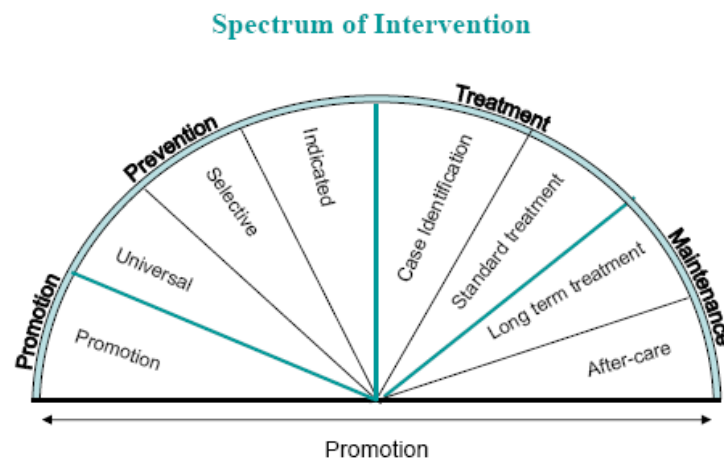 Spectrum of Intervention
Promotion
Prevention
Treatment
Maintenance
Promotion
Universal
Selective
Indicated
Case Identification
Standard treatment
Long term treatment
After-care
Promotion